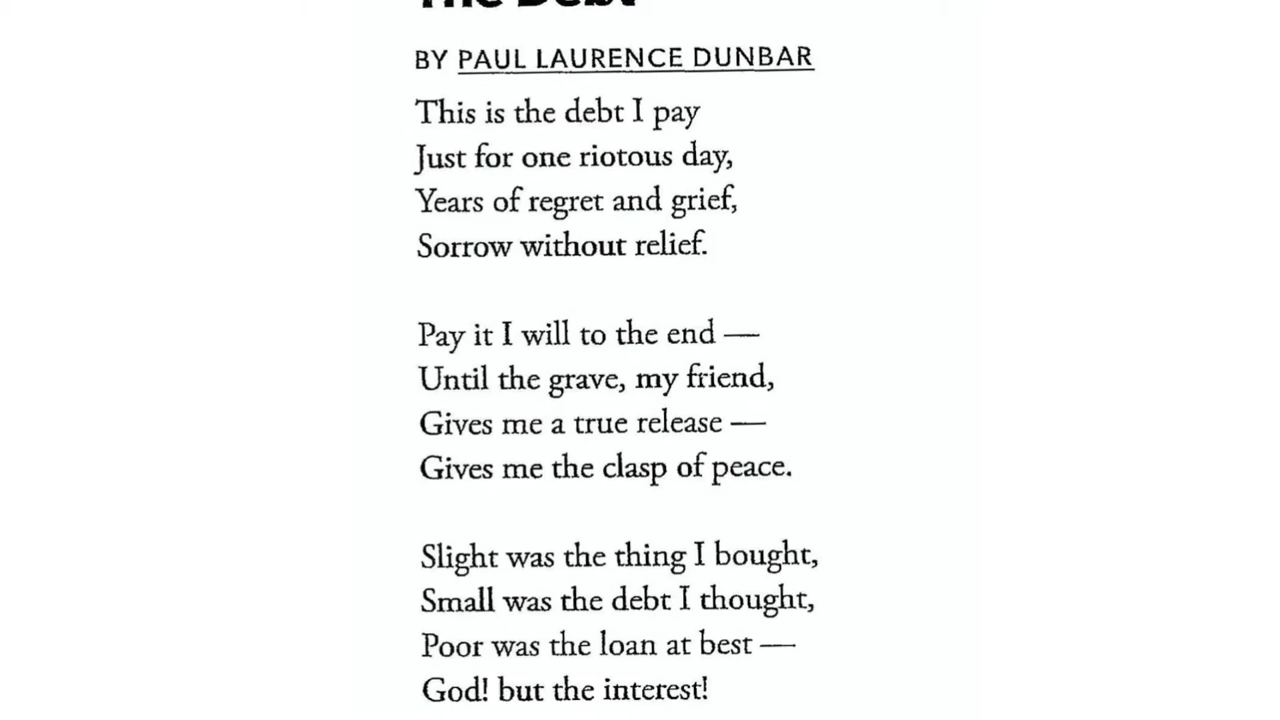 The Debt
BY PAUL LAURENCE DUNBAR
This is the debt I pay
Just for one riotous day,
Years of regret and grief,
Sorrow without relief.
Pay it I will to the end —
Until the grave, my friend,
Gives me a true release —
Gives me the clasp of peace.
Slight was the thing I bought,
Small was the debt I thought,
Poor was the loan at best —
God! but the interest!